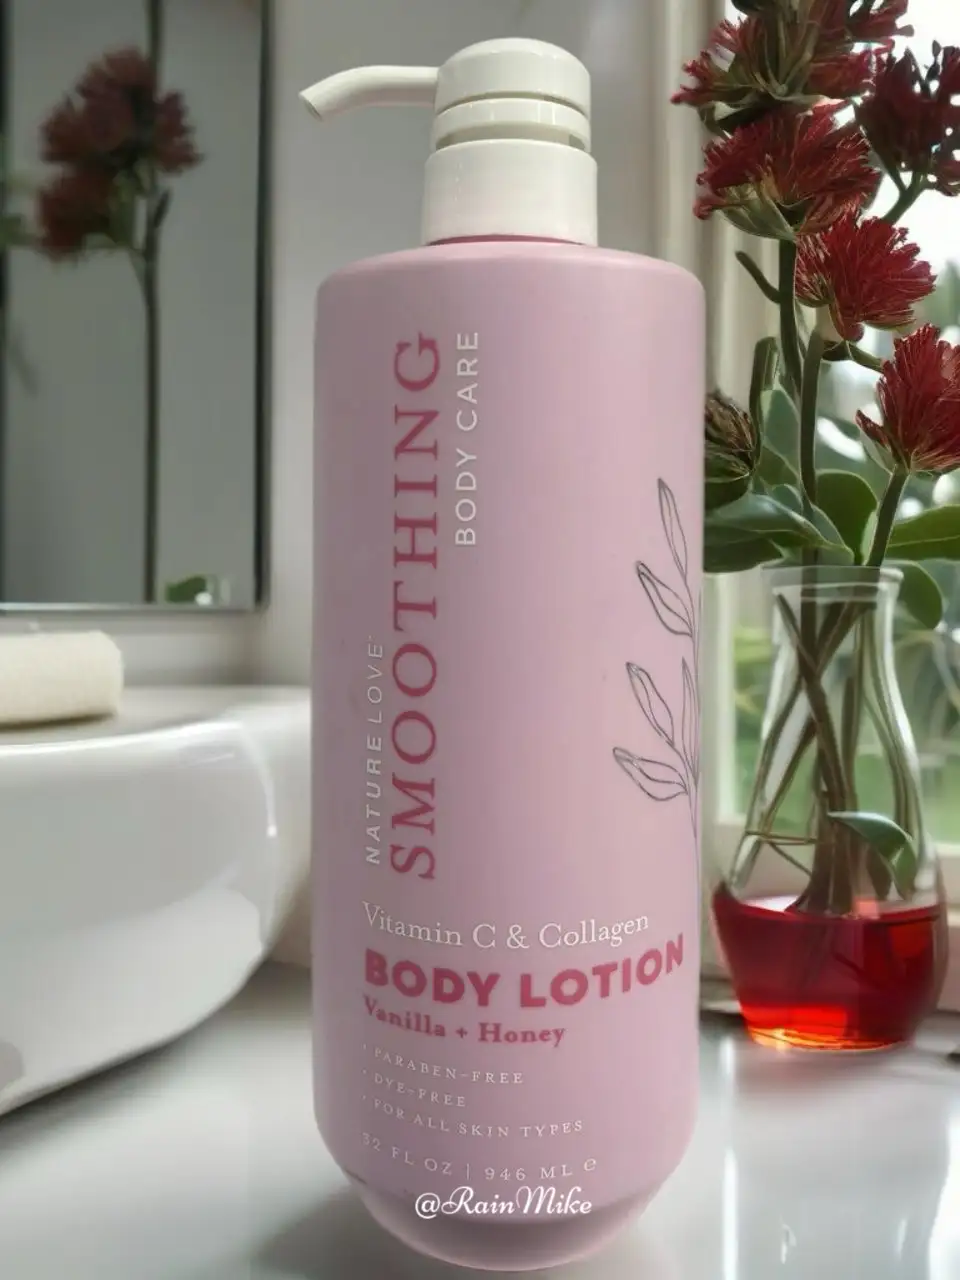 NATURE LOVE
SMOOTHING
BODY CARE
Vitamin C & Collagen
BODY LOTION
Vanilla + Honey
• PARABEN-FREE
• DYE-FREE
• FOR ALL SKIN TYPES
32 FL OZ | 946 ML ℮
@RainMike